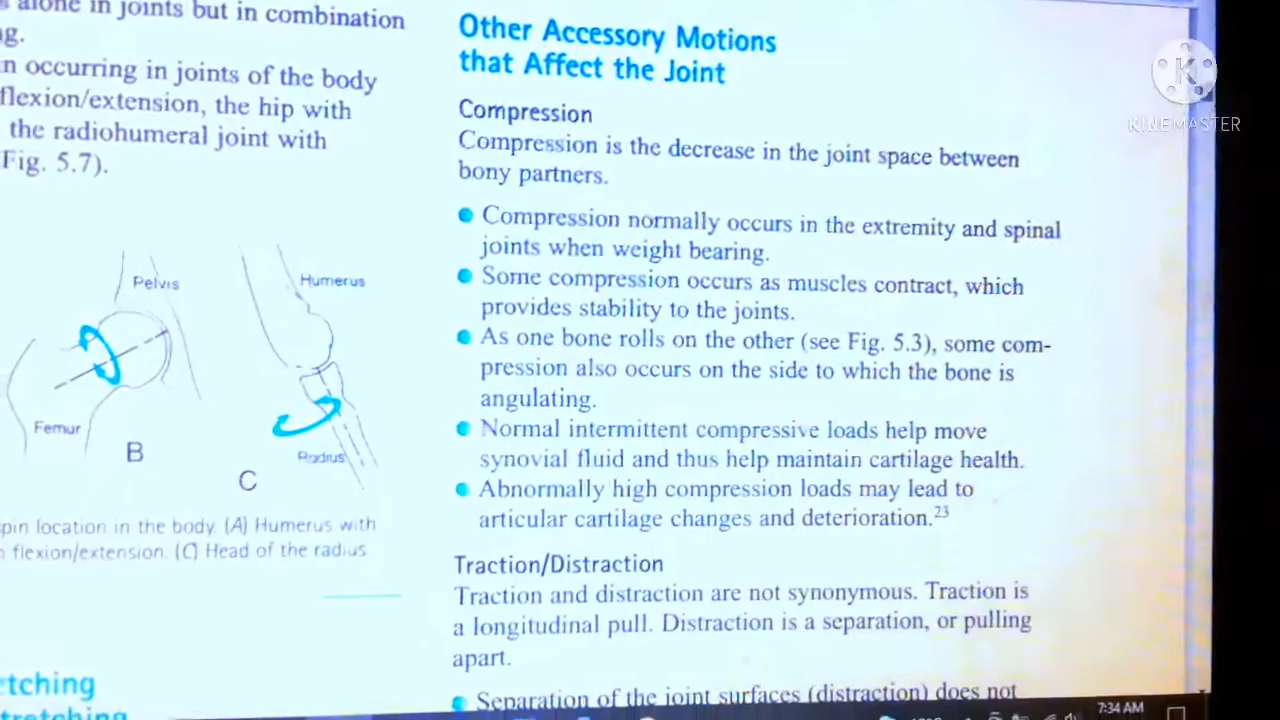 alone in joints but in combination
n occurring in joints of the body
flexion/extension, the hip with
the radiohumeral joint with
Fig. 5.7).
Pelvis
Humerus
Femur
B
Radius
C
pin location in the body. (A) Humerus with
flexion/extension. (C) Head of the radius
etching
tretching
Other Accessory Motions
that Affect the Joint
Compression
Compression is the decrease in the joint space between
bony partners.
Compression normally occurs in the extremity and spinal
joints when weight bearing.
Some compression occurs as muscles contract, which
provides stability to the joints.
As one bone rolls on the other (see Fig. 5.3), some com-
pression also occurs on the side to which the bone is
angulating.
Normal intermittent compressive loads help move
synovial fluid and thus help maintain cartilage health.
Abnormally high compression loads may lead to
articular cartilage changes and deterioration.23
Traction/Distraction
Traction and distraction are not synonymous. Traction is
a longitudinal pull. Distraction is a separation, or pulling
apart.
Separation of the joint surfaces (distraction) does not
K
KINEMASTER
7:34 AM